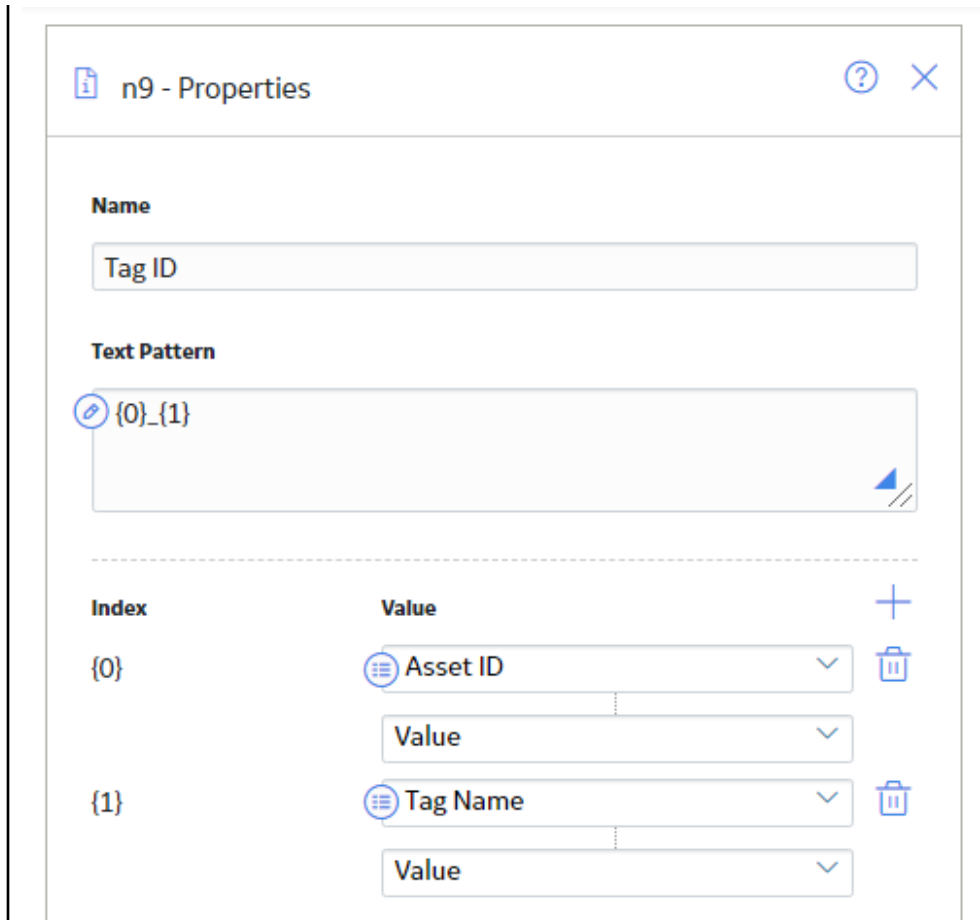 n9 - Properties
Name
Tag ID
Text Pattern
{0}_{1}
Index Value
{0} Asset ID
Value
{1} Tag Name
Value